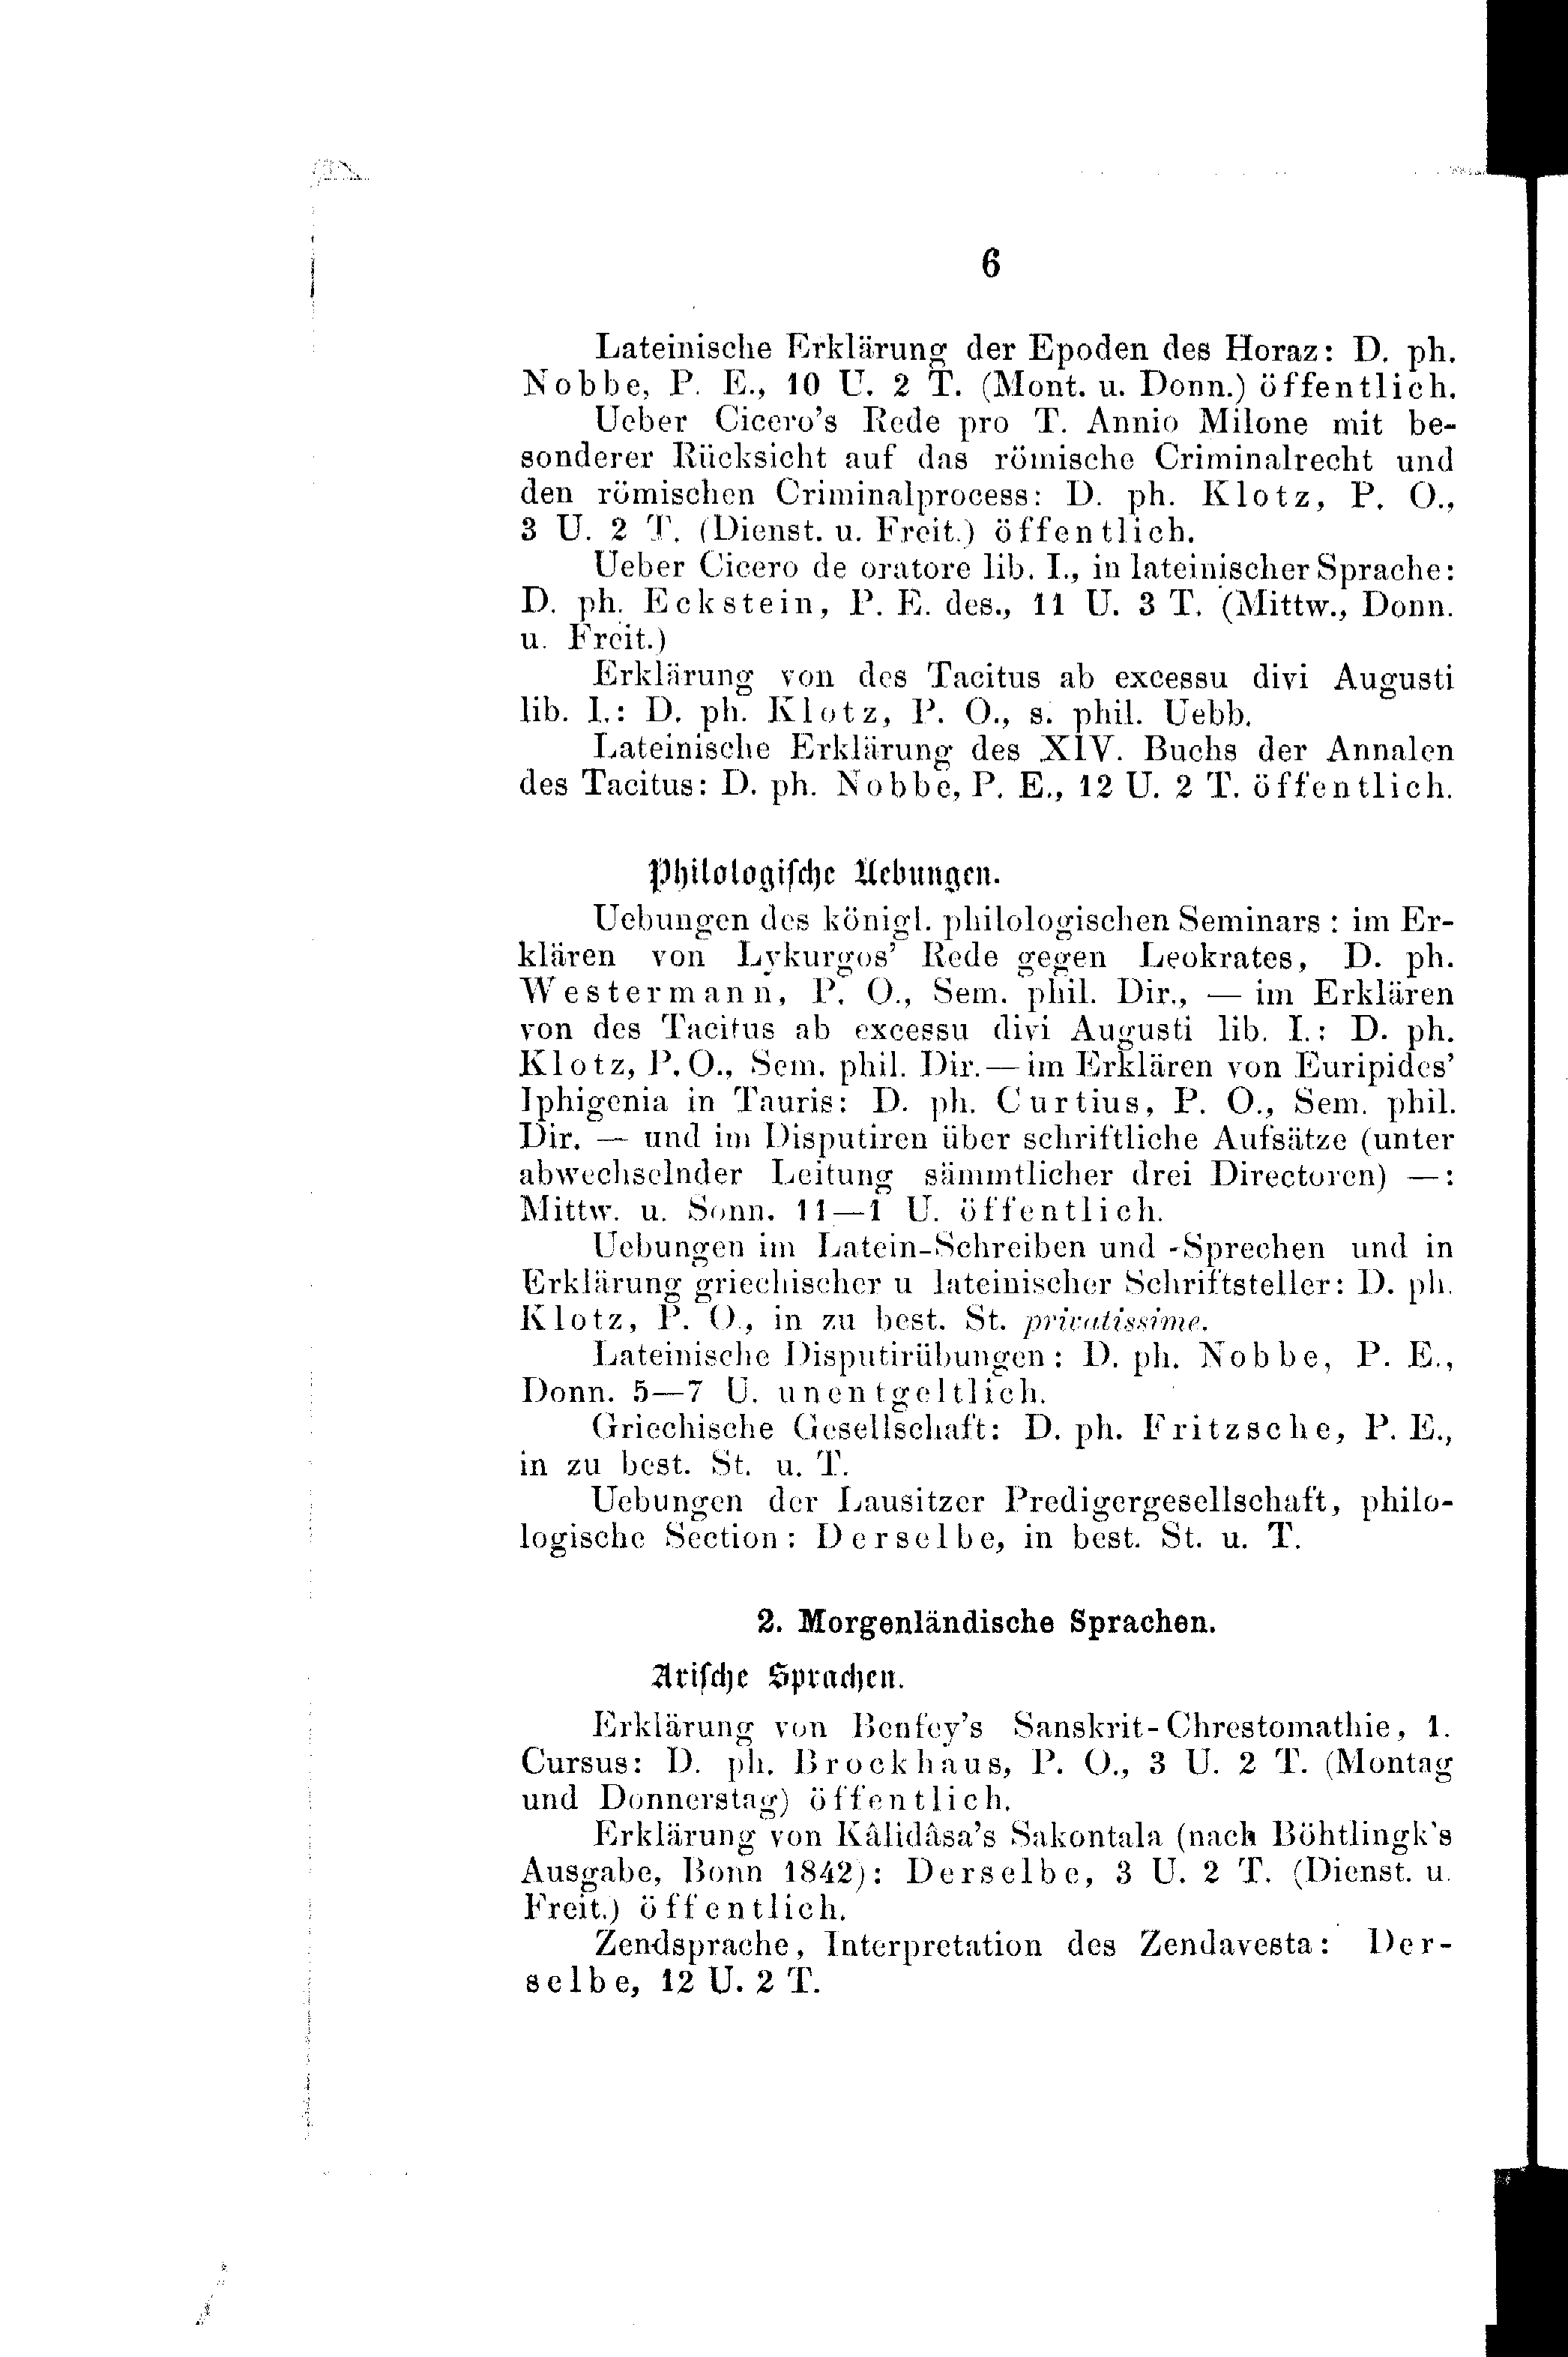 6
Lateinische Erklärung der Epoden des Horaz: D. ph.
Nobbe, P. E., 10 U. 2 T. (Mont. u. Donn.) öffentlich.
Ueber Cicero's Rede pro T. Annio Milone mit be-
sonderer Rücksicht auf das römische Criminalrecht und
den römischen Criminalprocess: D. ph. Klotz, P. O.,
3 U. 2 T. (Dienst. u. Freit.) öffentlich.
Ueber Cicero de oratore lib. I., in lateinischer Sprache:
D. ph. Eckstein, P. E. des., 11 U. 3 T. (Mittw., Donn.
u. Freit.)
Erklärung von des Tacitus ab excessu divi Augusti
lib. I.: D. ph. Klotz, P. O., s. phil. Uebb.
Lateinische Erklärung des XIV. Buchs der Annalen
des Tacitus: D. ph. Nobbe, P. E., 12 U. 2 T. öffentlich.
Philologiſche Uebungen.
Uebungen des königl. philologischen Seminars: im Er-
klären von Lykurgos' Rede gegen Leokrates, D. ph.
Westermann, P. O., Sem. phil. Dir., — im Erklären
von des Tacitus ab excessu divi Augusti lib. I.: D. ph.
Klotz, P. O., Sem. phil. Dir. — im Erklären von Euripides'
Iphigenia in Tauris: D. ph. Curtius, P. O., Sem. phil.
Dir. — und im Disputiren über schriftliche Aufsätze (unter
abwechselnder Leitung sämmtlicher drei Directoren) —:
Mittw. u. Sonn. 11—1 U. öffentlich.
Uebungen im Latein-Schreiben und -Sprechen und in
Erklärung griechischer u lateinischer Schriftsteller: D. ph.
Klotz, P. O., in zu best. St. privatissime.
Lateinische Disputirübungen: D. ph. Nobbe, P. E.,
Donn. 5—7 U. unentgeltlich.
Griechische Gesellschaft: D. ph. Fritzsche, P. E.,
in zu best. St. u. T.
Uebungen der Lausitzer Predigergesellschaft, philo-
logische Section: Derselbe, in best. St. u. T.
2. Morgenländische Sprachen.
Ariſche Sprachen.
Erklärung von Benfey's Sanskrit-Chrestomathie, 1.
Cursus: D. ph. Brockhaus, P. O., 3 U. 2 T. (Montag
und Donnerstag) öffentlich.
Erklärung von Kâlidâsa's Sakontala (nach Böhtlingk's
Ausgabe, Bonn 1842): Derselbe, 3 U. 2 T. (Dienst. u.
Freit.) öffentlich.
Zendsprache, Interpretation des Zendavesta: Der-
selbe, 12 U. 2 T.